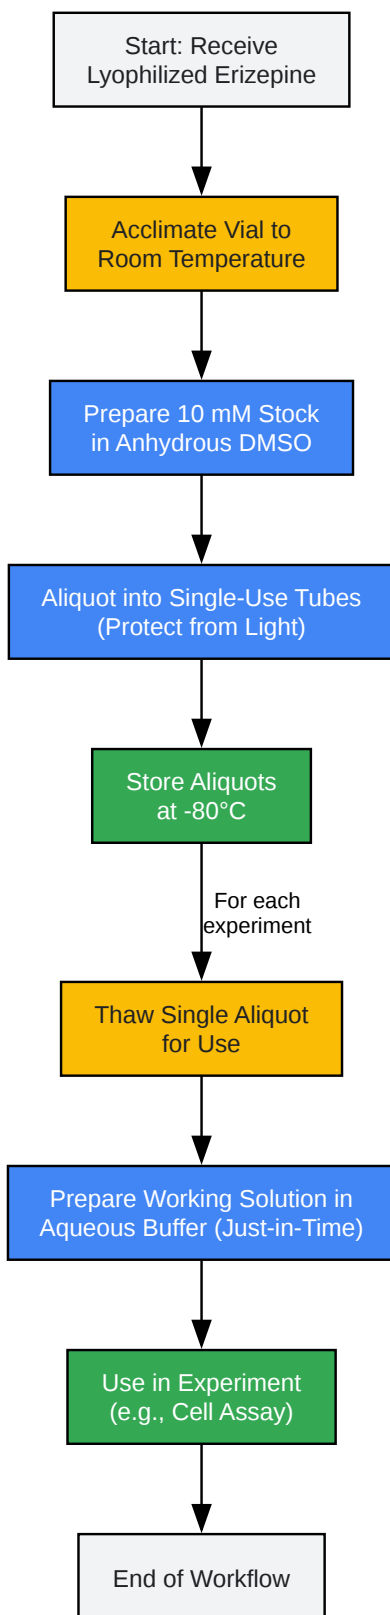 Start: Receive
Lyophilized Erizepine
Acclimate Vial to
Room Temperature
Prepare 10 mM Stock
in Anhydrous DMSO
Aliquot into Single-Use Tubes
(Protect from Light)
Store Aliquots
at -80°C
For each
experiment
Thaw Single Aliquot
for Use
Prepare Working Solution in
Aqueous Buffer (Just-in-Time)
Use in Experiment
(e.g., Cell Assay)
End of Workflow